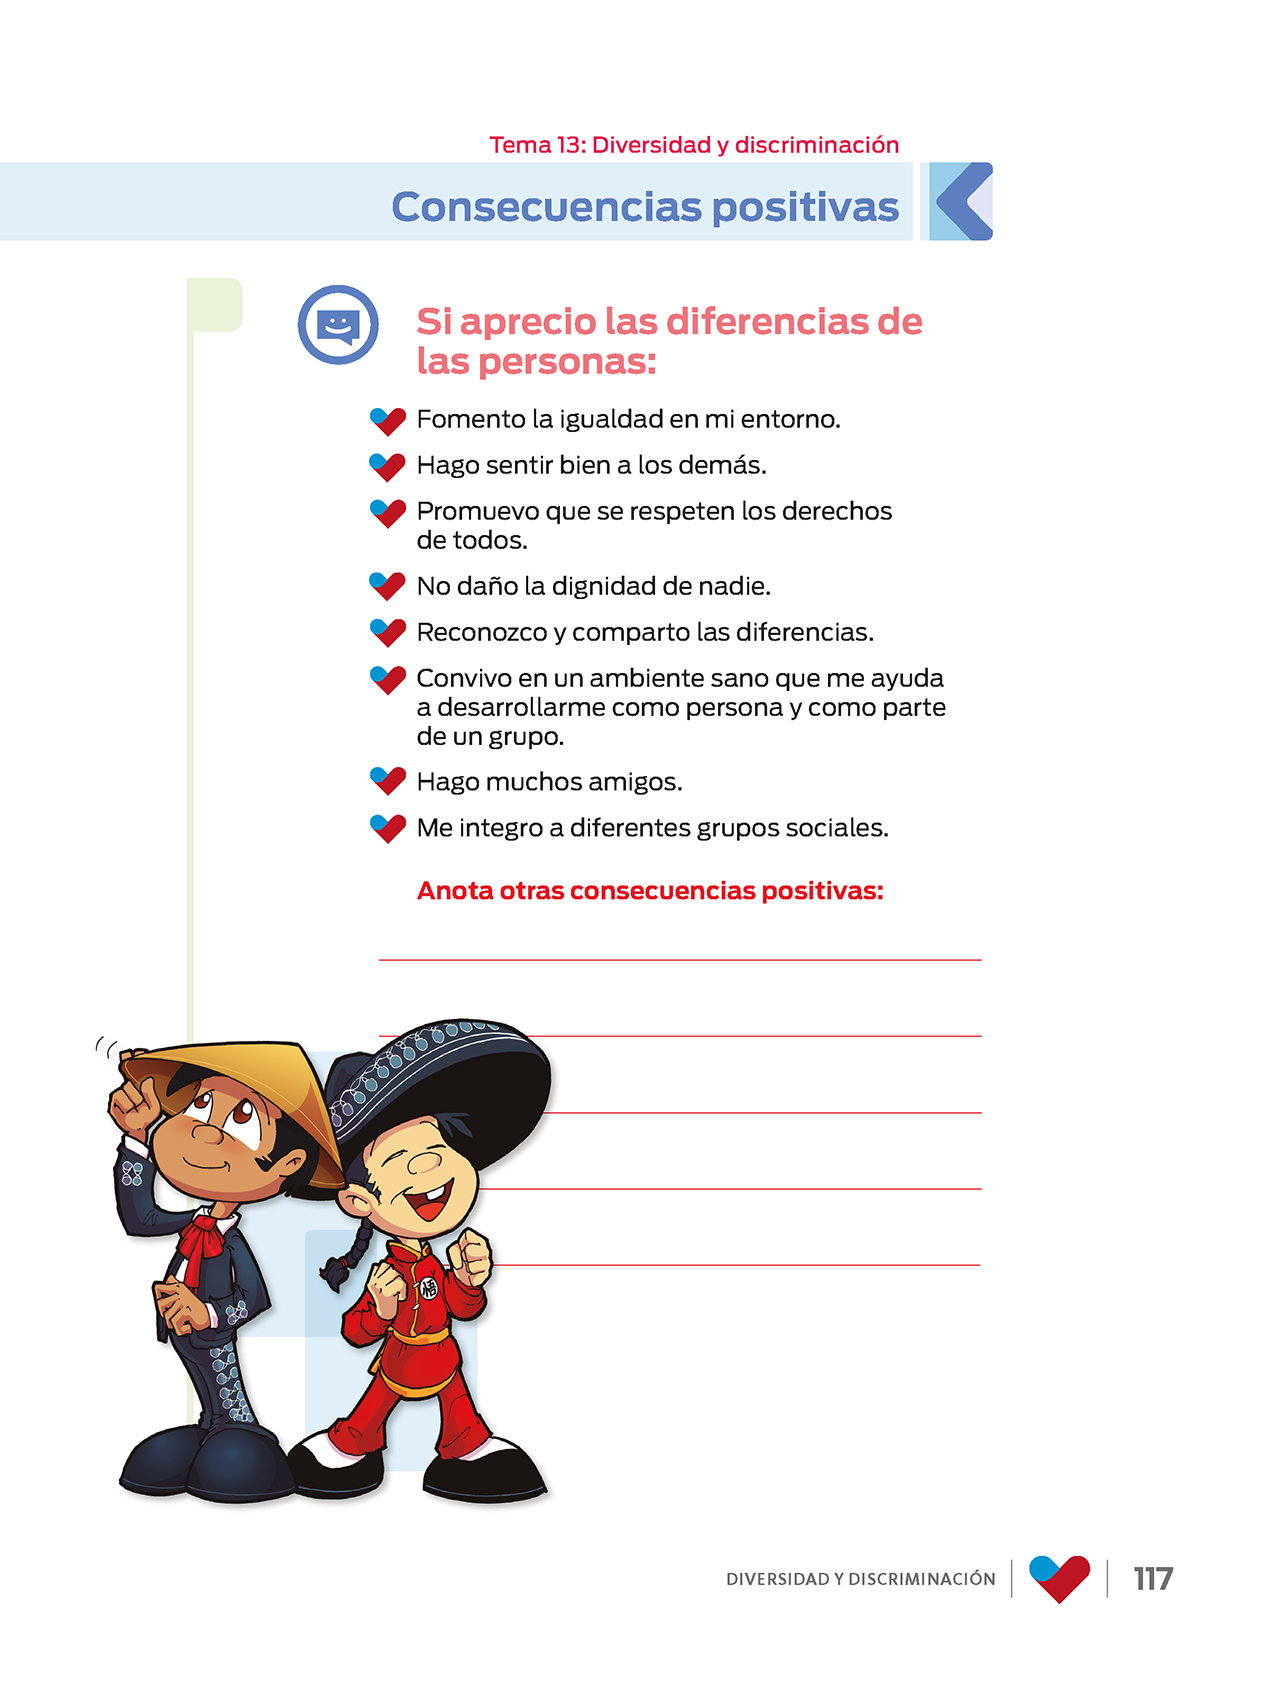 Tema 13: Diversidad y discriminación
Consecuencias positivas
Si aprecio las diferencias de
las personas:
Fomento la igualdad en mi entorno.
Hago sentir bien a los demás.
Promuevo que se respeten los derechos
de todos.
No daño la dignidad de nadie.
Reconozco y comparto las diferencias.
Convivo en un ambiente sano que me ayuda
a desarrollarme como persona y como parte
de un grupo.
Hago muchos amigos.
Me integro a diferentes grupos sociales.
Anota otras consecuencias positivas:
悟
DIVERSIDAD Y DISCRIMINACIÓN
117